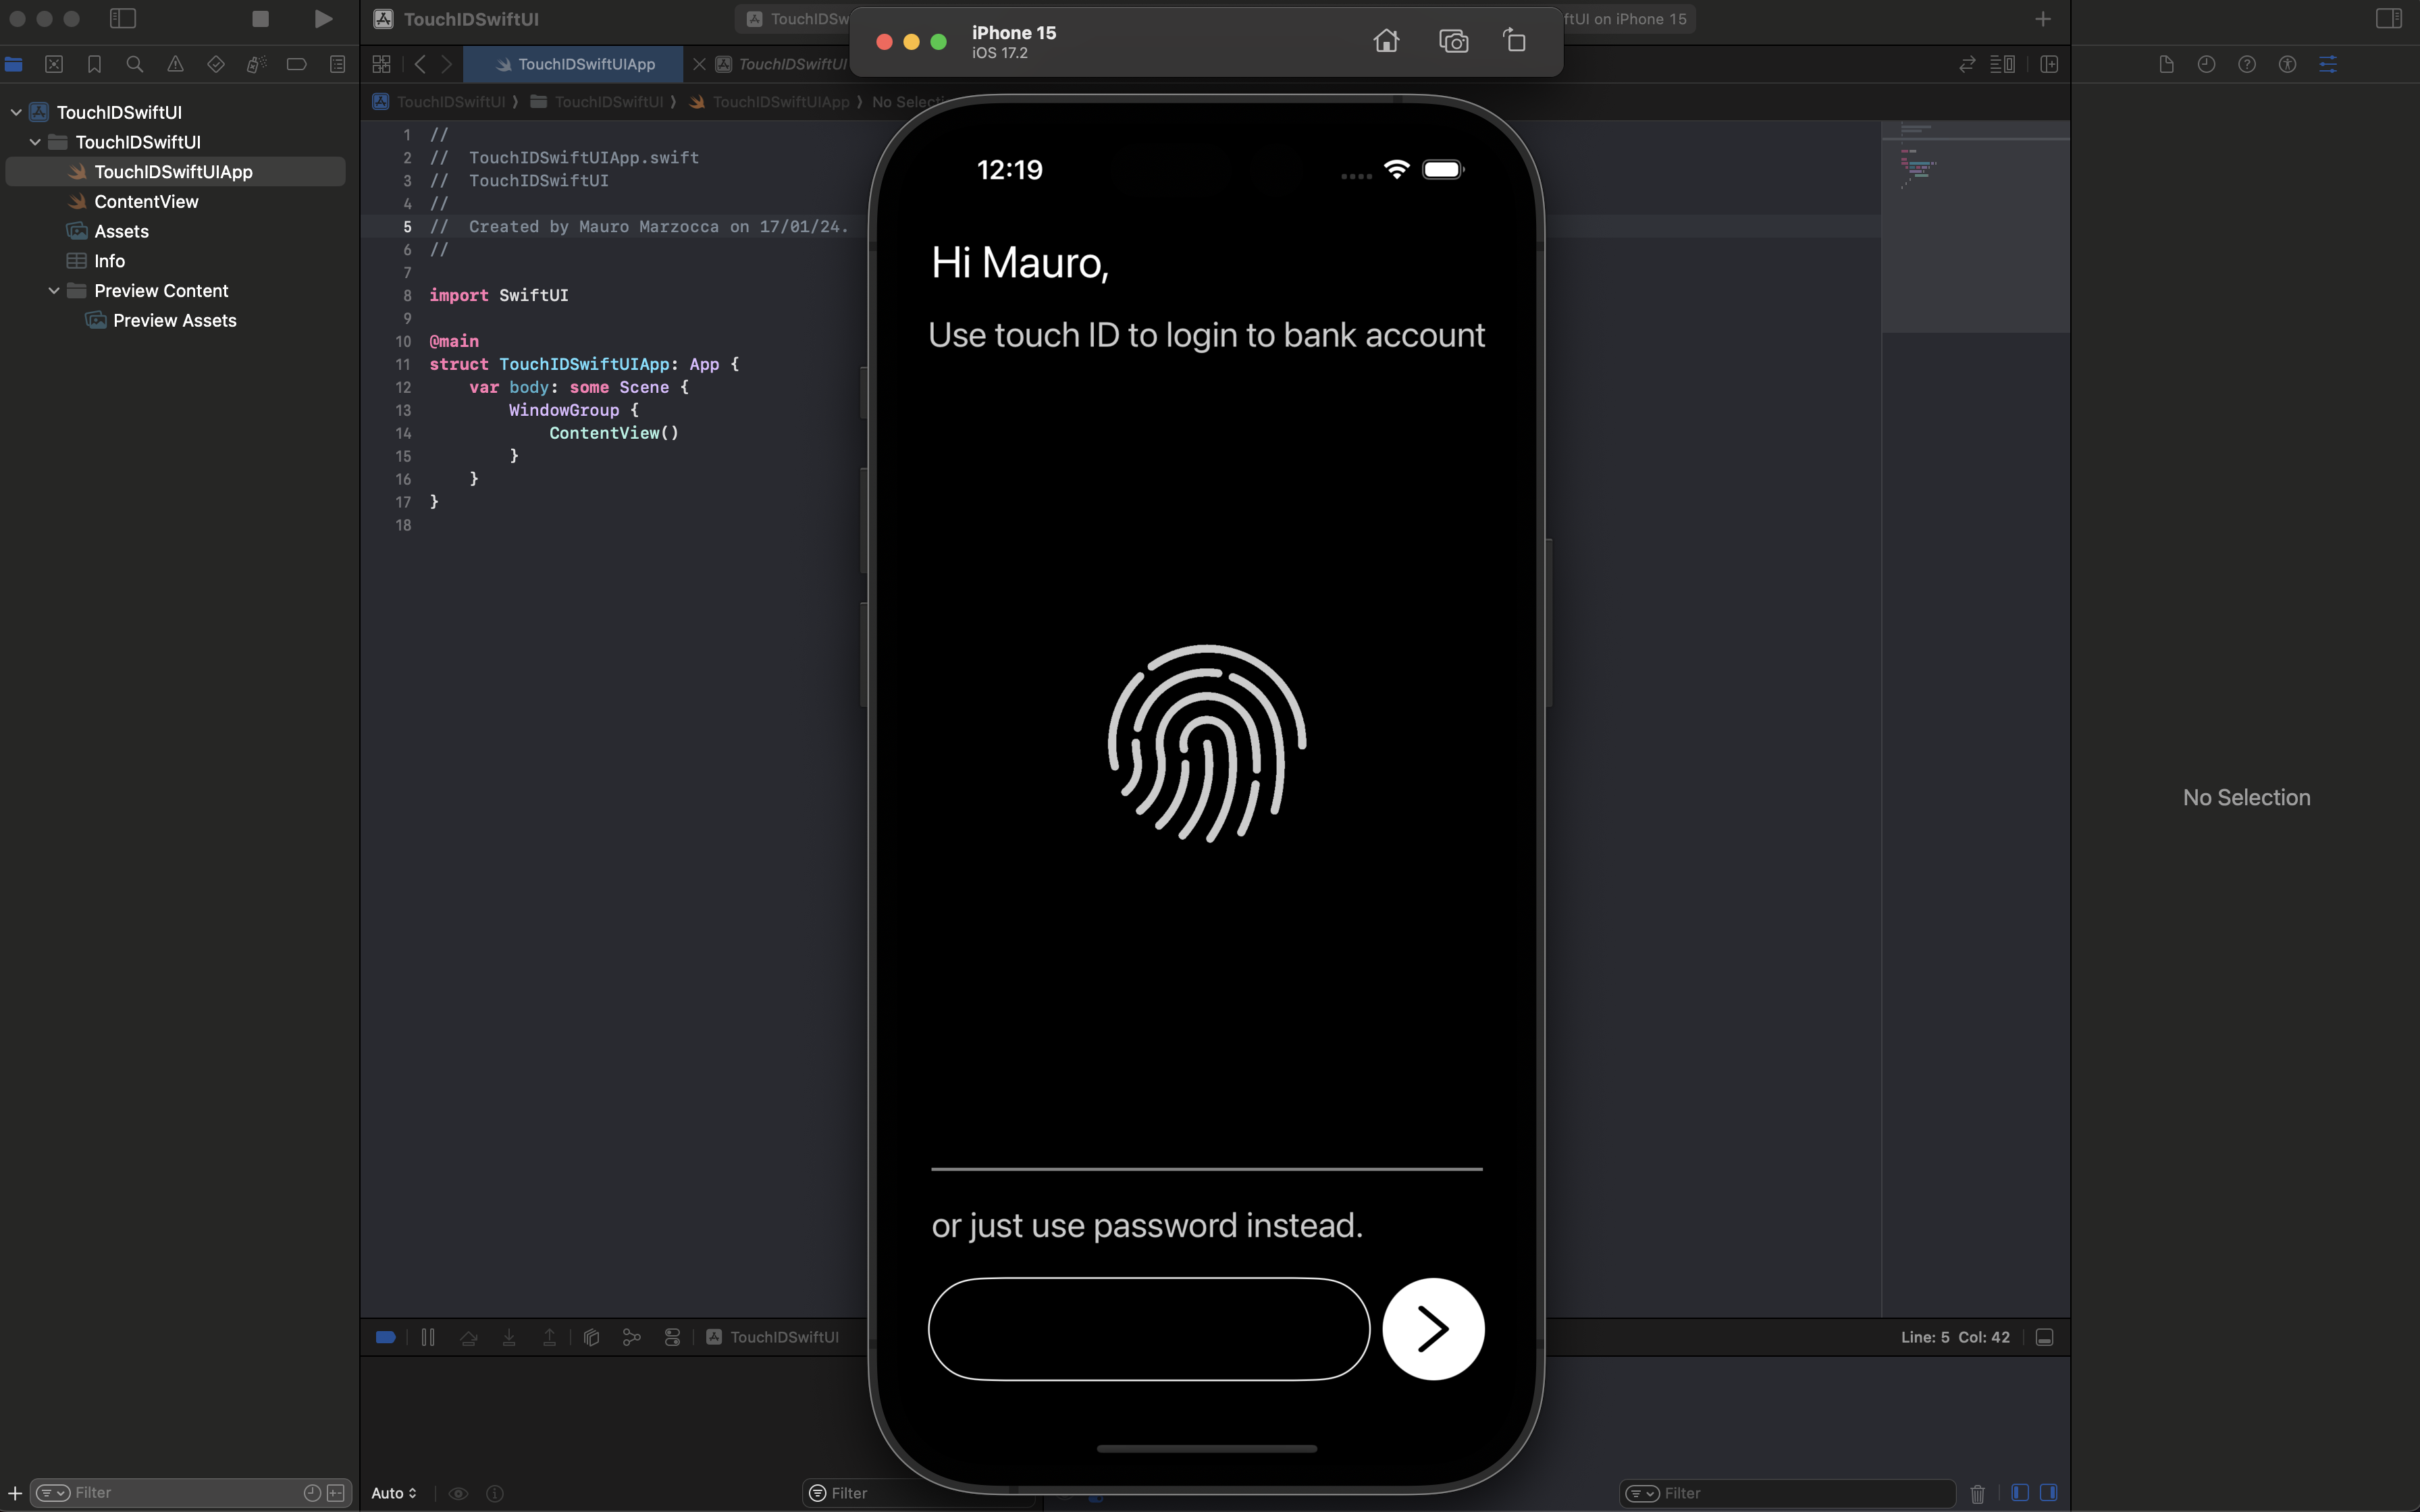 TouchIDSwiftUI
TouchIDSw
ftUI on iPhone 15
iPhone 15
iOS 17.2
TouchIDSwiftUIApp
TouchIDSwiftUI
TouchIDSwiftUI
TouchIDSwiftUI
TouchIDSwiftUIApp
No Selecti
TouchIDSwiftUI
TouchIDSwiftUI
TouchIDSwiftUIApp
ContentView
Assets
Info
Preview Content
Preview Assets
1 //
2 //  TouchIDSwiftUIApp.swift
3 //  TouchIDSwiftUI
4 //
5 //  Created by Mauro Marzocca on 17/01/24.
6 //
7
8 import SwiftUI
9
10 @main
11 struct TouchIDSwiftUIApp: App {
12     var body: some Scene {
13         WindowGroup {
14             ContentView()
15         }
16     }
17 }
18
12:19
Hi Mauro,
Use touch ID to login to bank account
or just use password instead.
No Selection
TouchIDSwiftUI
Line: 5 Col: 42
Filter
Auto
Filter
Filter